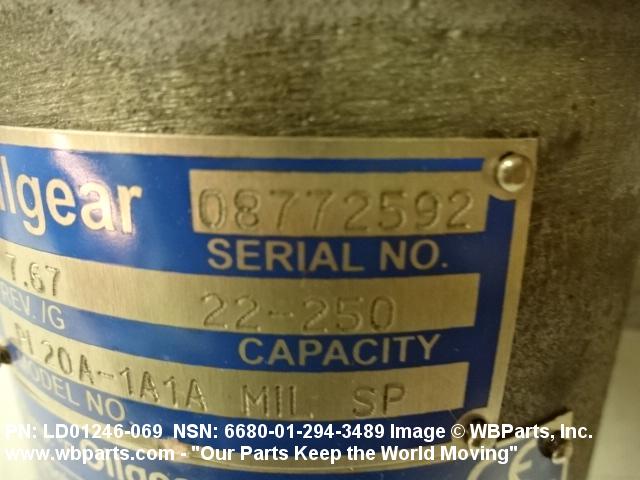 ilgear 08772592
SERIAL NO.
7.67 22-250
REV. /G CAPACITY
20A-1A1A MIL SP
MODEL NO
PN: LD01246-069 NSN: 6680-01-294-3489 Image © WBParts, Inc.
www.wbparts.com - "Our Parts Keep the World Moving"